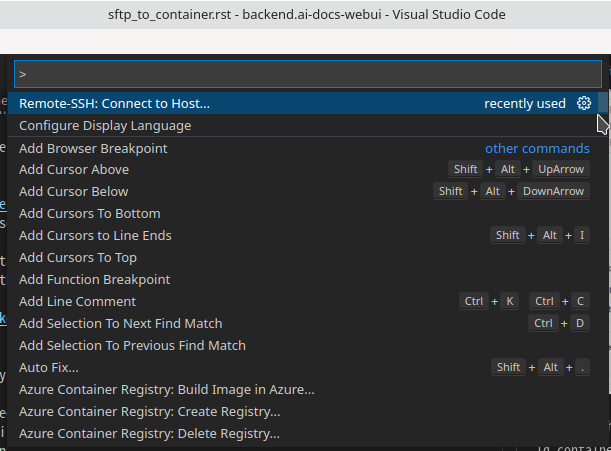 sftp_to_container.rst - backend.ai-docs-webui - Visual Studio Code
>
Remote-SSH: Connect to Host... recently used
Configure Display Language
Add Browser Breakpoint other commands
Add Cursor Above Shift + Alt + UpArrow
Add Cursor Below Shift + Alt + DownArrow
Add Cursors To Bottom
Add Cursors to Line Ends Shift + Alt + I
Add Cursors To Top
Add Function Breakpoint
Add Line Comment Ctrl + K Ctrl + C
Add Selection To Next Find Match Ctrl + D
Add Selection To Previous Find Match
Auto Fix... Shift + Alt + .
Azure Container Registry: Build Image in Azure...
Azure Container Registry: Create Registry...
Azure Container Registry: Delete Registry...